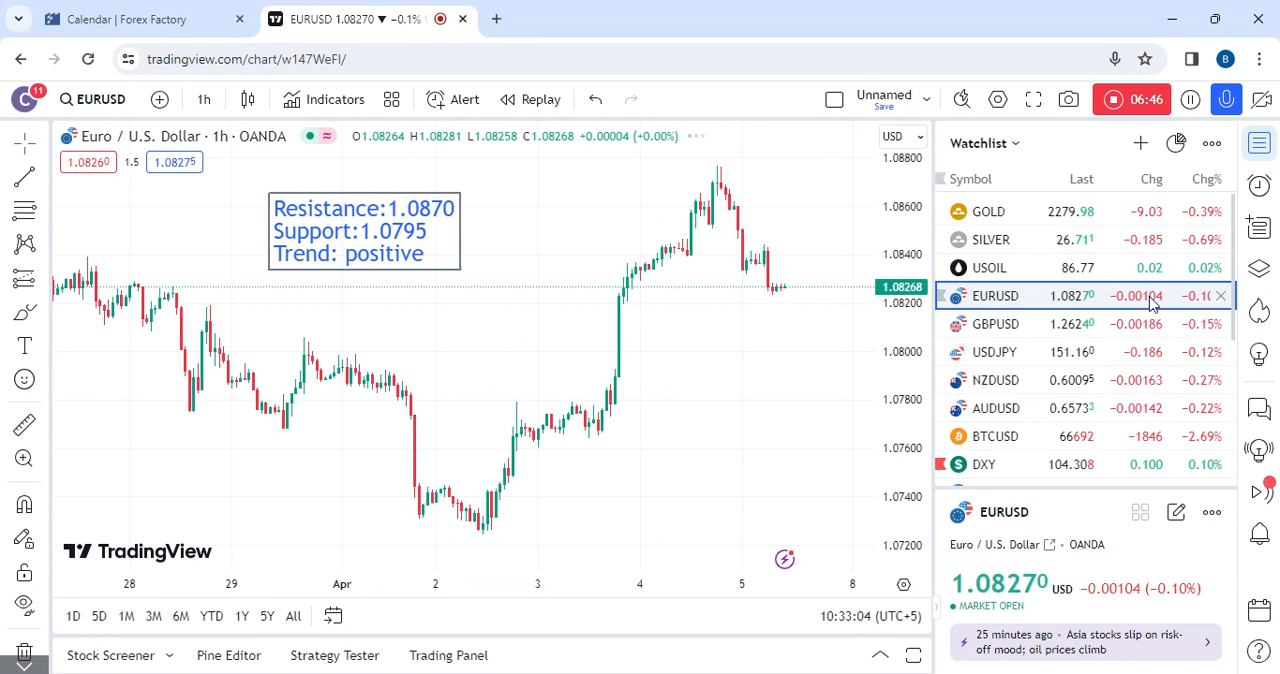 Calendar | Forex Factory
EURUSD 1.08270 ▼ −0.1%
tradingview.com/chart/w147WeFI/
B
C 11
EURUSD
1h
Indicators
Alert
Replay
Unnamed
Save
06:46
Euro / U.S. Dollar · 1h · OANDA
O1.08264 H1.08281 L1.08258 C1.08268 +0.00004 (+0.00%)
USD
1.08260 1.5 1.08275
Resistance:1.0870
Support:1.0795
Trend: positive
1.08800
1.08600
1.08400
1.08268
1.08200
1.08000
1.07800
1.07600
1.07400
1.07200
TradingView
28 29 Apr 2 3 4 5 8
1D 5D 1M 3M 6M YTD 1Y 5Y All
10:33:04 (UTC+5)
Stock Screener Pine Editor Strategy Tester Trading Panel
Watchlist
Symbol Last Chg Chg%
GOLD 2279.98 −9.03 −0.39%
SILVER 26.711 −0.185 −0.69%
USOIL 86.77 0.02 0.02%
EURUSD 1.08270 −0.00104 −0.10
GBPUSD 1.26240 −0.00186 −0.15%
USDJPY 151.160 −0.186 −0.12%
NZDUSD 0.60095 −0.00163 −0.27%
AUDUSD 0.65733 −0.00142 −0.22%
BTCUSD 66692 −1846 −2.69%
DXY 104.308 0.100 0.10%
EURUSD
Euro / U.S. Dollar · OANDA
1.08270 USD −0.00104 (−0.10%)
MARKET OPEN
25 minutes ago · Asia stocks slip on risk-
off mood; oil prices climb